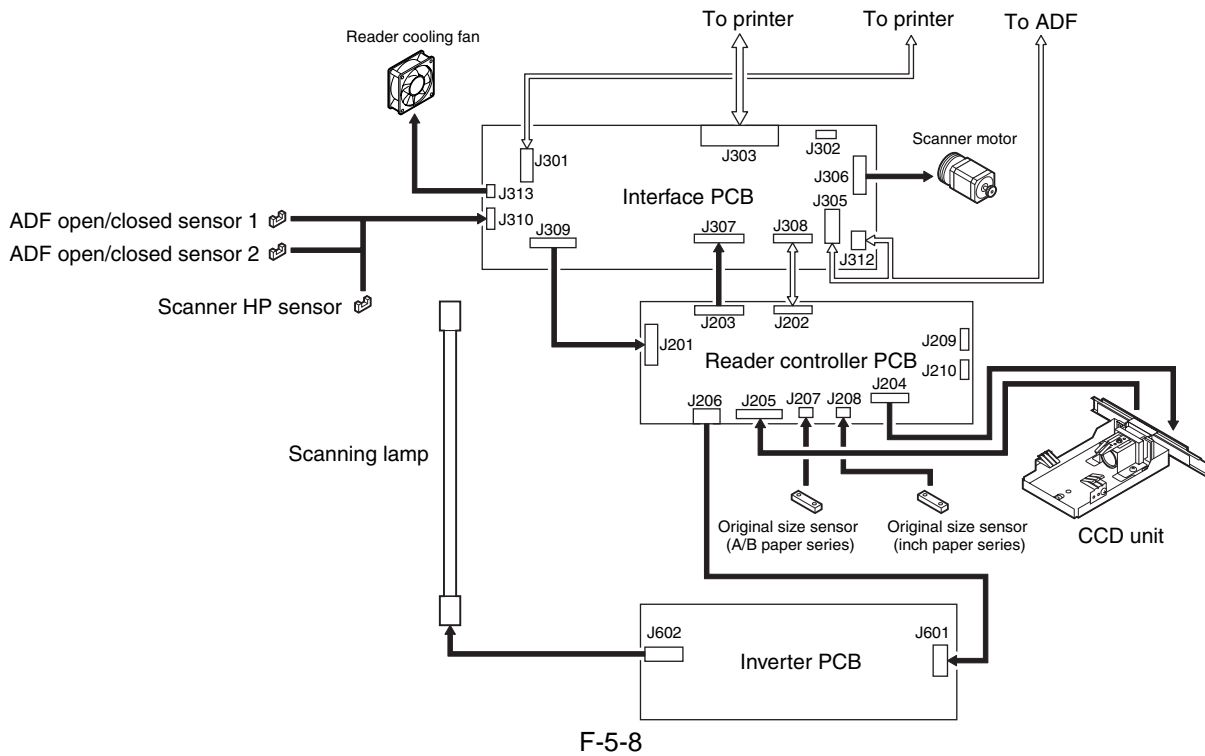 To printer
To printer
To ADF
Reader cooling fan
J303
J302
J301
Scanner motor
J306
Interface PCB
J313
J305
ADF open/closed sensor 1
J310
J309
J307
J308
ADF open/closed sensor 2
J312
Scanner HP sensor
J203
J202
J201
J209
Reader controller PCB
J210
J204
J206
J205
J207
J208
Scanning lamp
Original size sensor
(A/B paper series)
Original size sensor
(inch paper series)
CCD unit
J602
J601
Inverter PCB
F-5-8